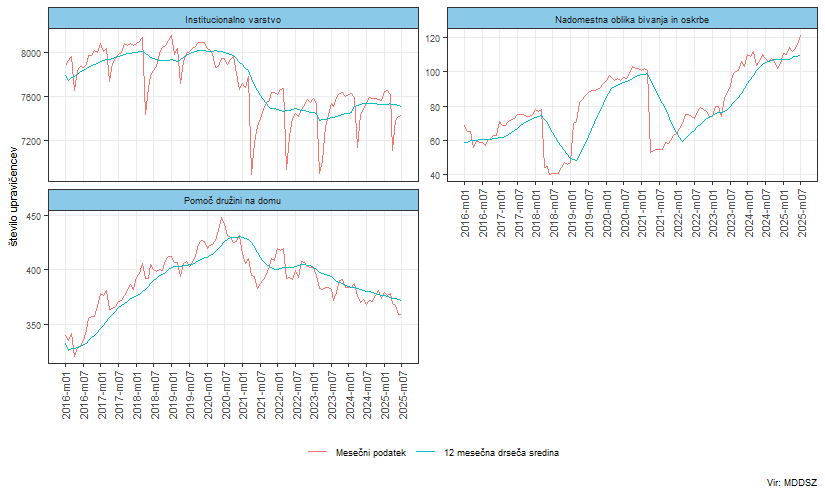 Institucionalno varstvo
8000
7600
7200
Nadomestna oblika bivanja in oskrbe
120
100
80
60
40
2016-m01
2016-m07
2017-m01
2017-m07
2018-m01
2018-m07
2019-m01
2019-m07
2020-m01
2020-m07
2021-m01
2021-m07
2022-m01
2022-m07
2023-m01
2023-m07
2024-m01
2024-m07
2025-m01
2025-m07
število upravičencev
Pomoč družini na domu
450
400
350
2016-m01
2016-m07
2017-m01
2017-m07
2018-m01
2018-m07
2019-m01
2019-m07
2020-m01
2020-m07
2021-m01
2021-m07
2022-m01
2022-m07
2023-m01
2023-m07
2024-m01
2024-m07
2025-m01
2025-m07
Mesečni podatek
12 mesečna drseča sredina
Vir: MDDSZ